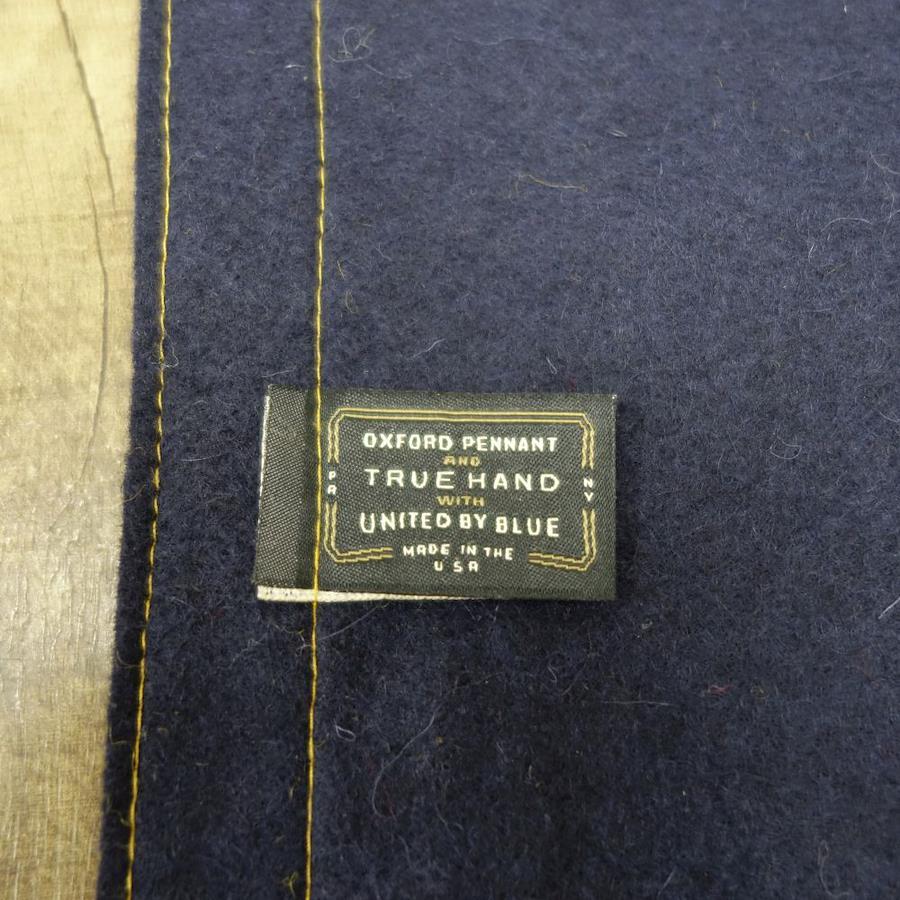 OXFORD PENNANT
AND
TRUE HAND
WITH
UNITED BY BLUE
MADE IN THE
USA
PA
NY